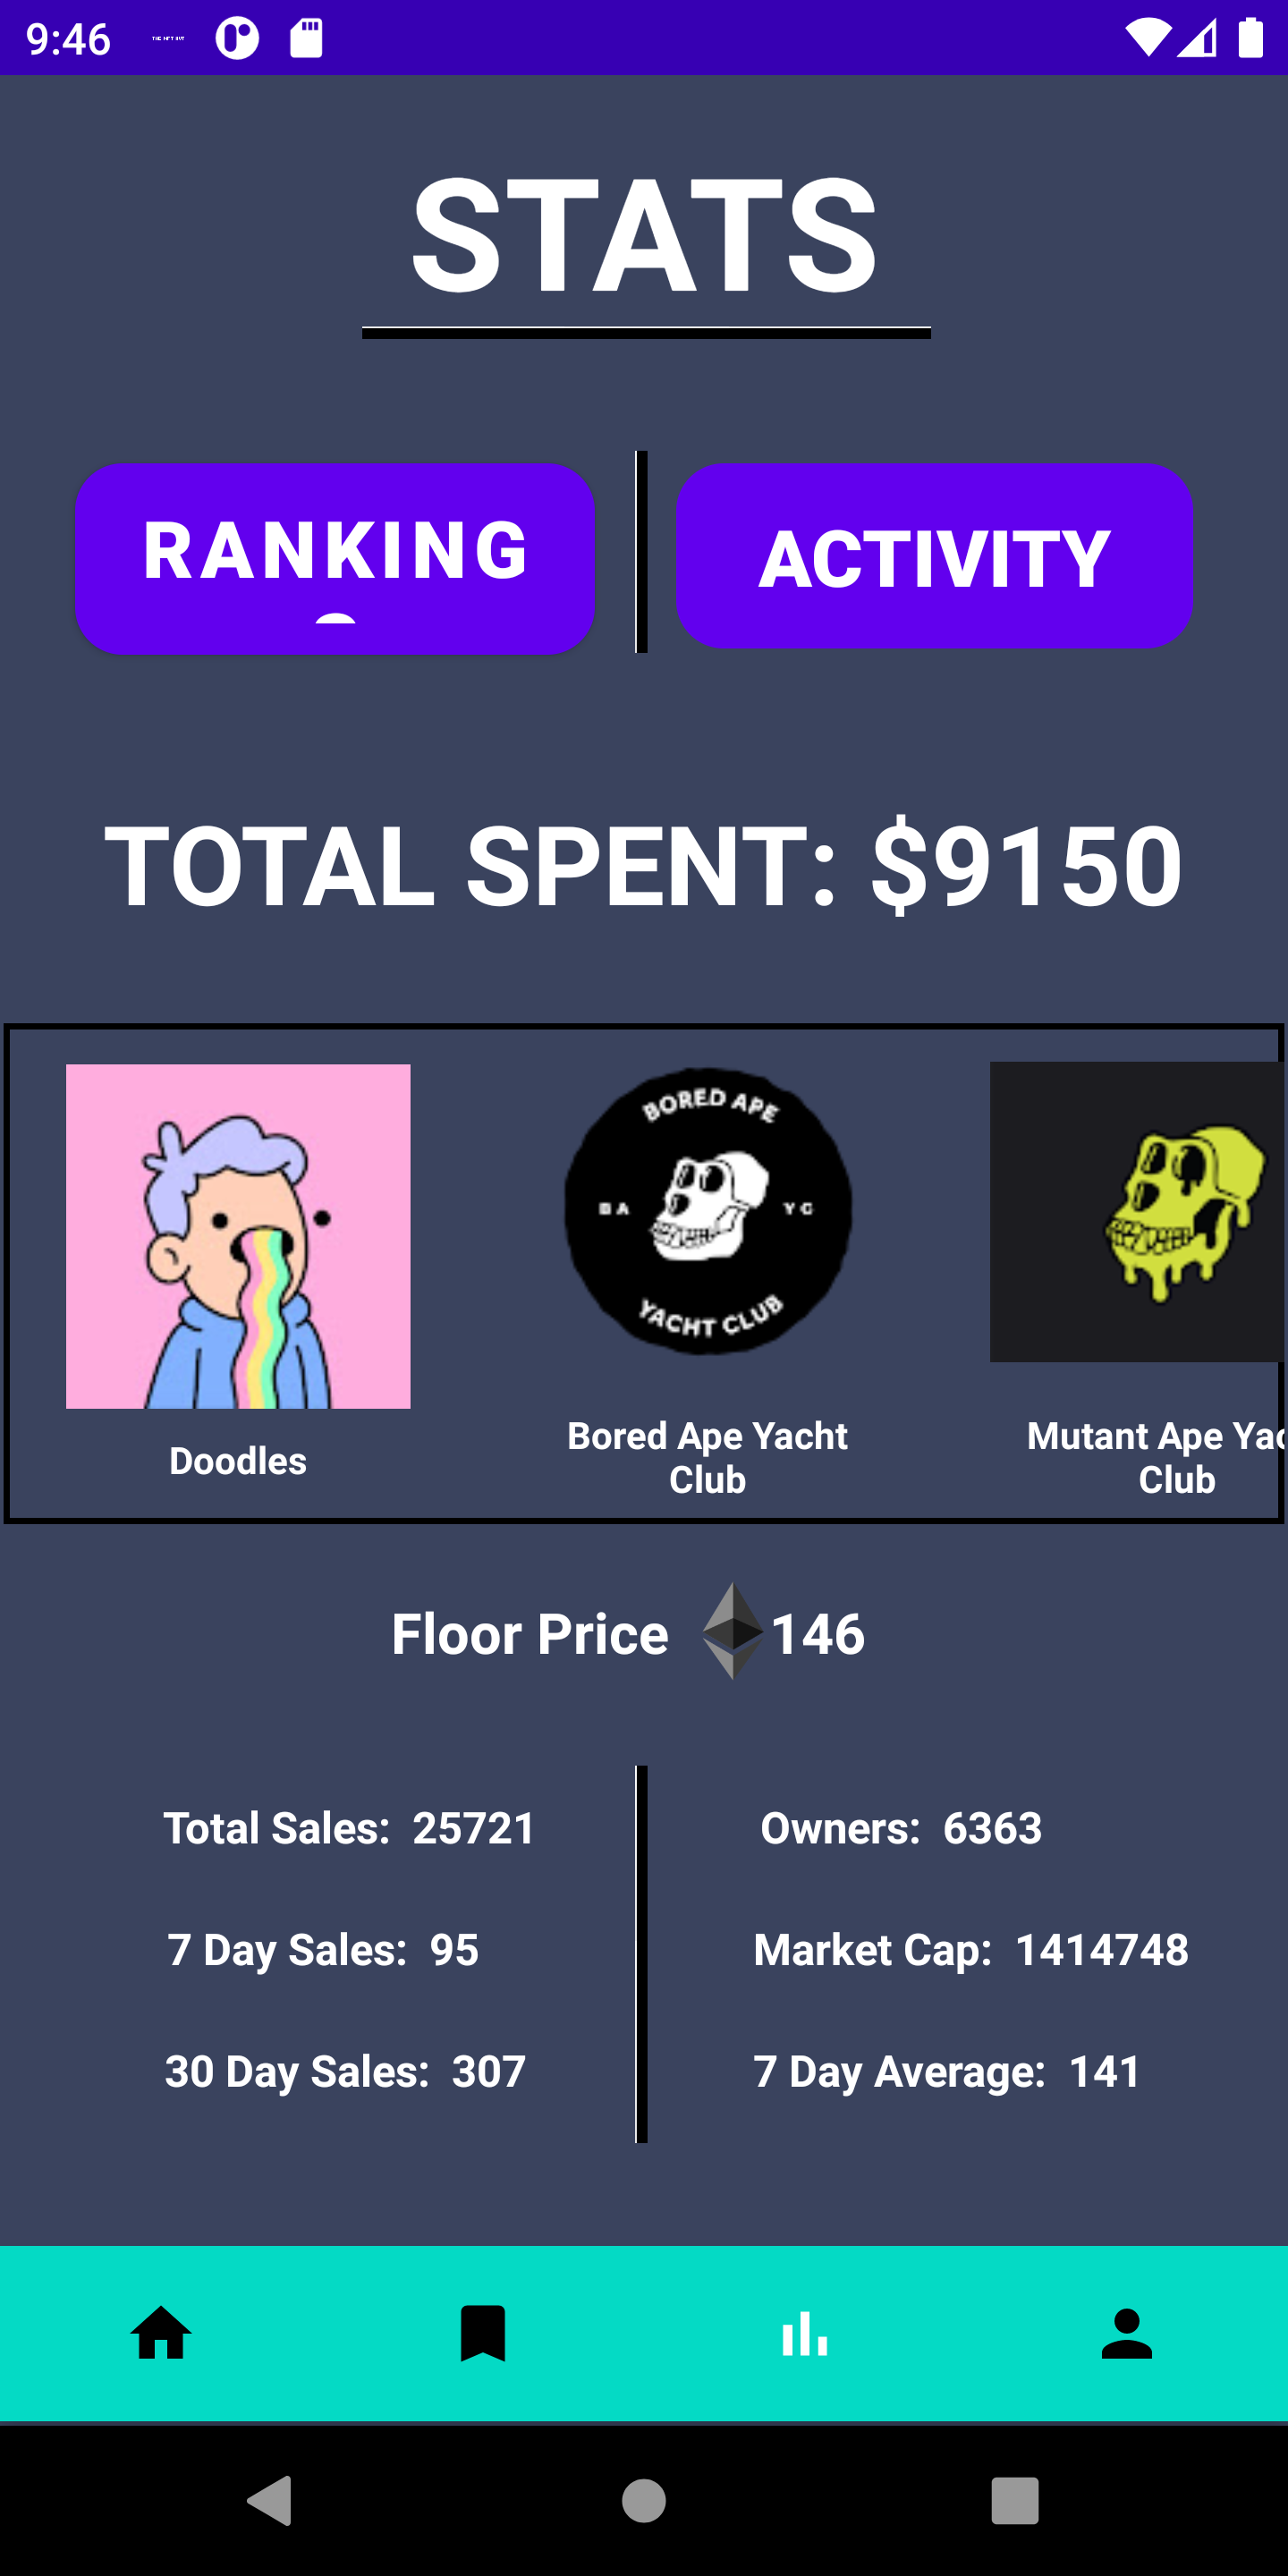 9:46
STATS
RANKING
ACTIVITY
TOTAL SPENT: $9150
BORED APE
BA YC
YACHT CLUB
Doodles
Bored Ape Yacht
Club
Mutant Ape Yac
Club
Floor Price 146
Total Sales: 25721
Owners: 6363
7 Day Sales: 95
Market Cap: 1414748
30 Day Sales: 307
7 Day Average: 141